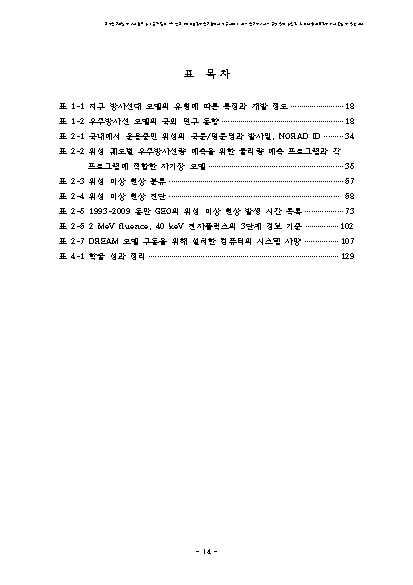 표 목차
표 1-1 지구 방사선대 모델의 유형에 따른 특징과 개발 정도 18
표 1-2 우주방사선 모델의 국외 연구 동향 18
표 2-1 국내에서 운용중인 위성의 국문/영문명과 발사일, NORAD ID 34
표 2-2 위성 궤도별 우주방사선량 예측을 위한 물리량 예측 프로그램과 각
프로그램에 적합한 자기장 모델 35
표 2-3 위성 이상 현상 분류 57
표 2-4 위성 이상 현상 진단 58
표 2-5 1993-2009 동안 GEO의 위성 이상 현상 발생 시간 목록 73
표 2-6 2 MeV fluence, 40 keV 전자플럭스의 3단계 경보 기준 102
표 2-7 DREAM 모델 구동을 위해 설치한 컴퓨터의 시스템 사양 107
표 4-1 학술 성과 정리 129
- 14 -